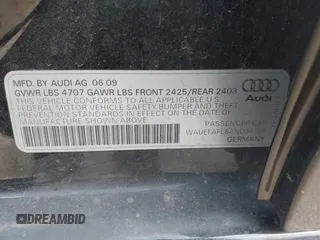 MFD. BY AUDI AG 06 09
GVWR LBS 4707 GAWR LBS FRONT 2425/REAR 2403
THIS VEHICLE CONFORMS TO ALL APPLICABLE
FEDERAL MOTOR VEHICLE SAFETY, U.S.
BUMPER AND THEFT
PREVENTION STANDARDS
IN EFFECT ON THE DATE OF
MANUFACTURE SHOWN ABOVE
Audi
PASSENGER CAR
GERMANY
DREAMBID